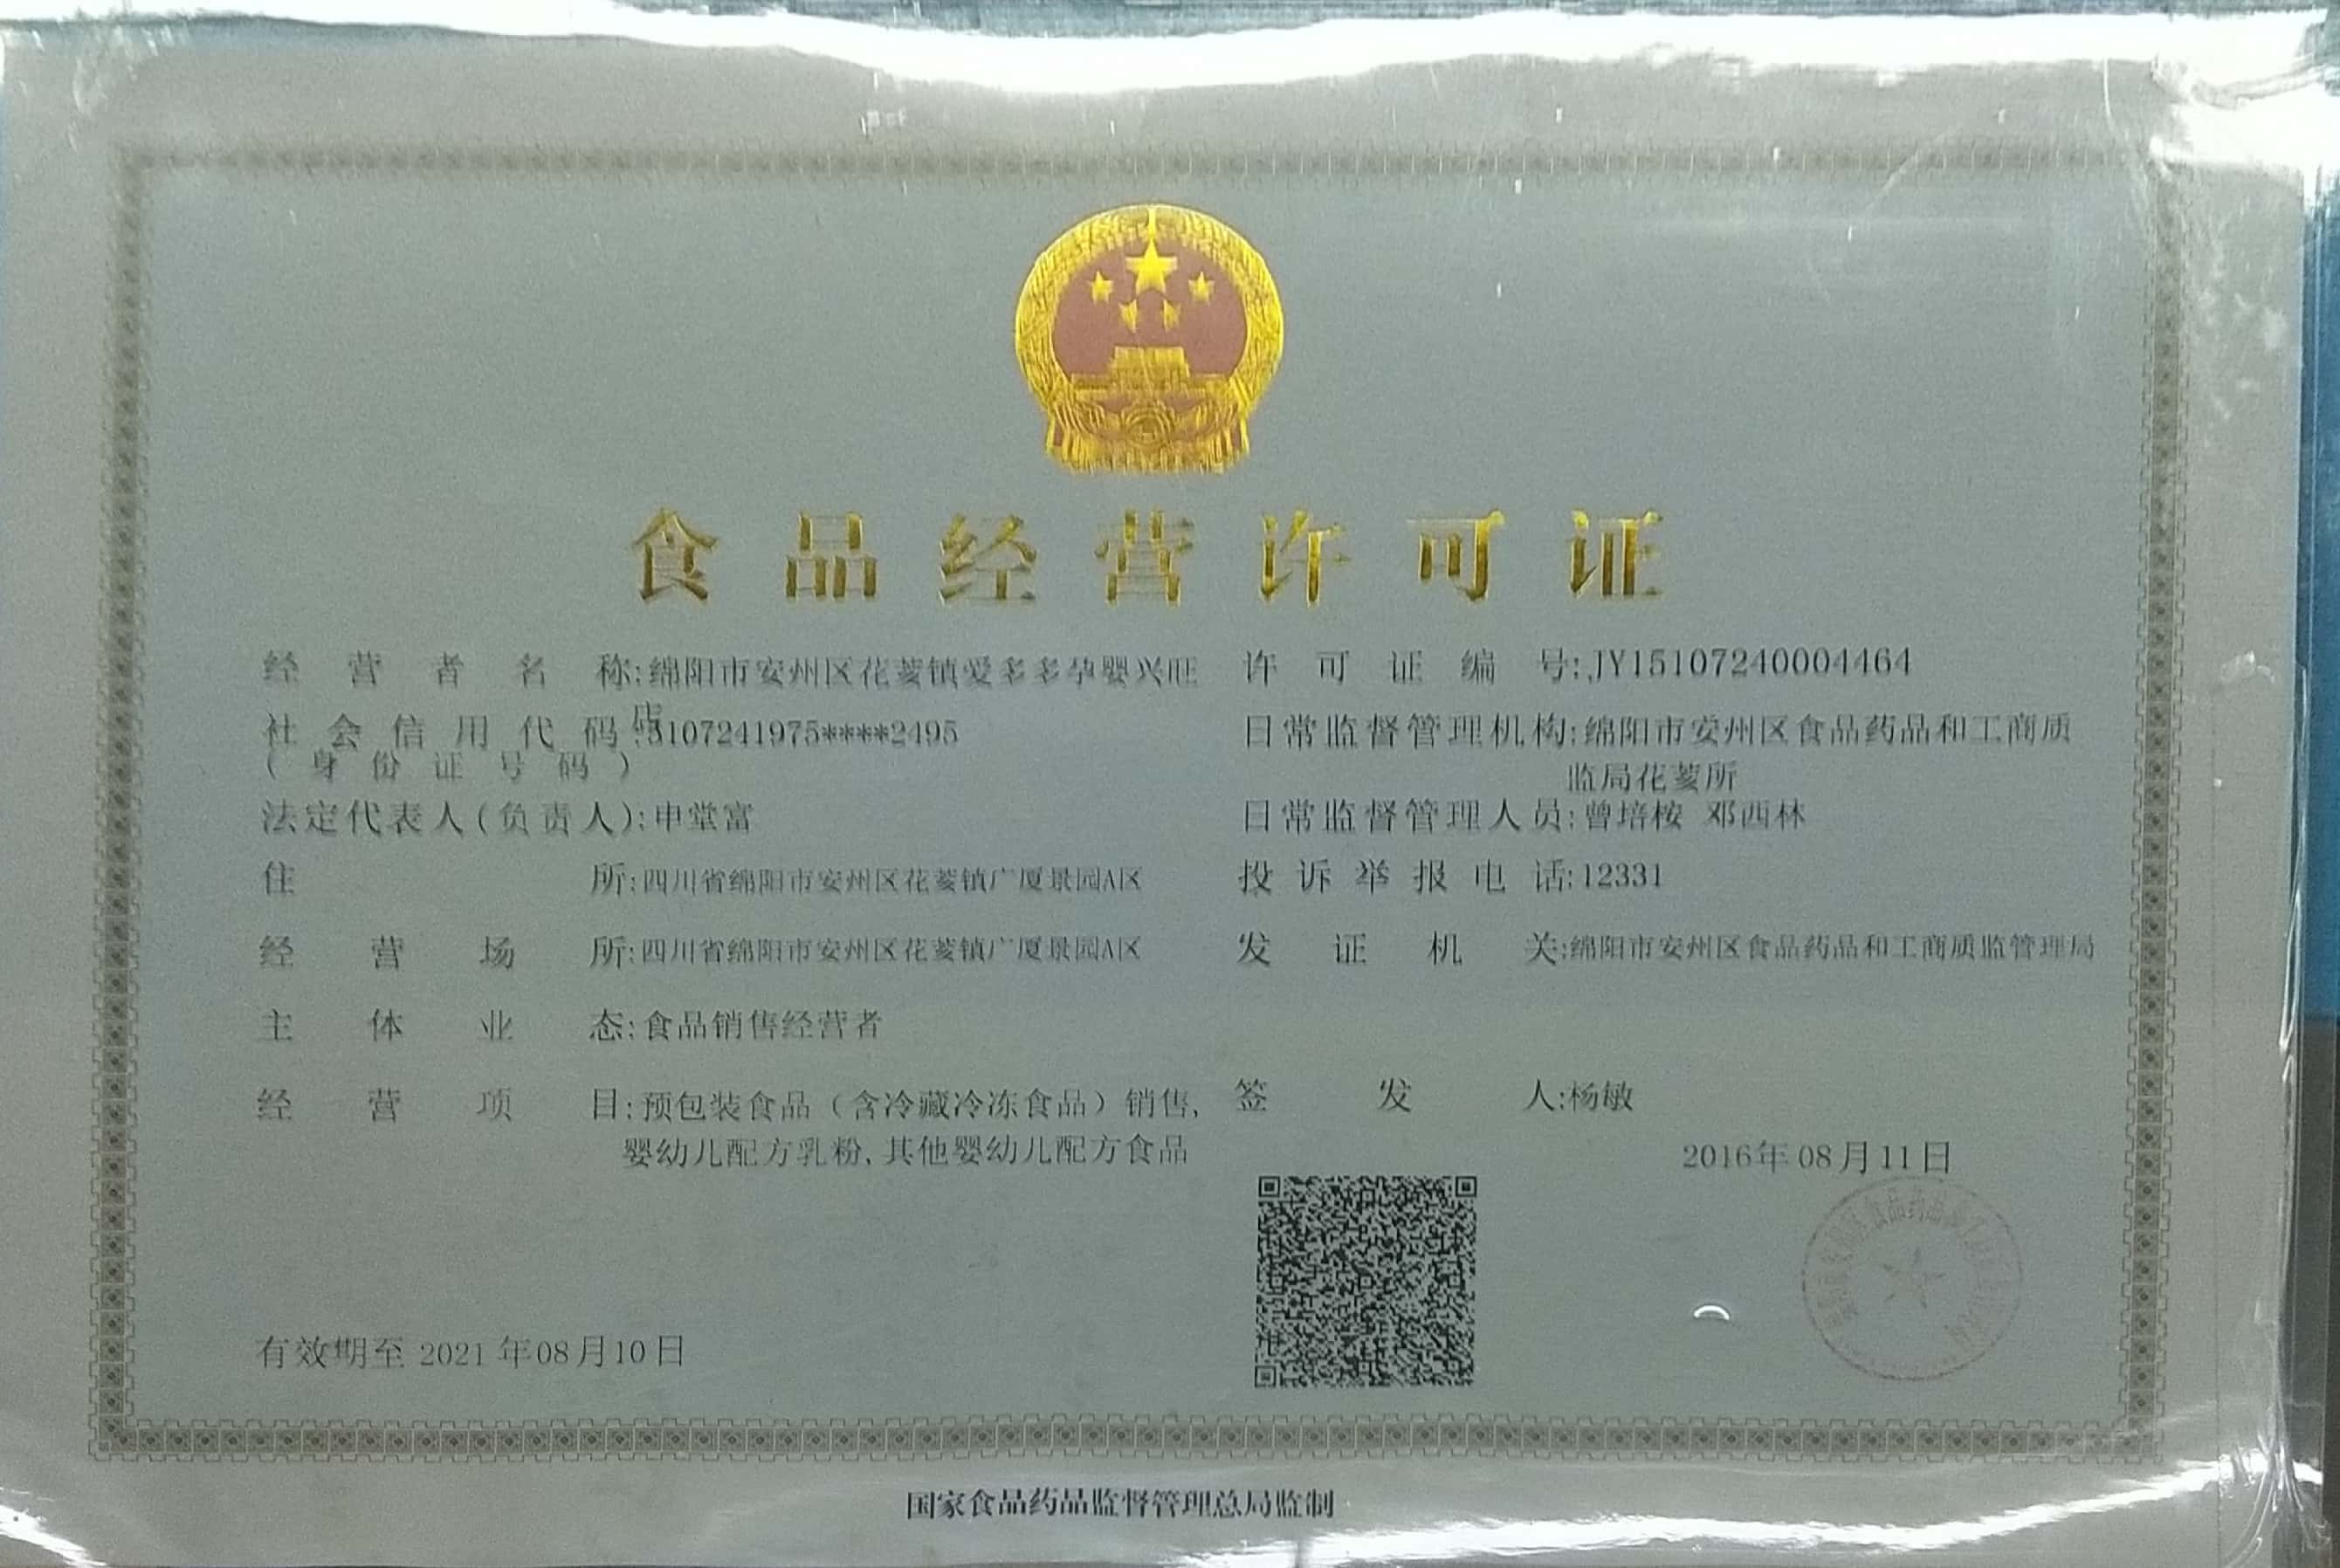 食品经营许可证
经营者名称:绵阳市安州区花荄镇爱多多孕婴兴旺
店
社会信用代码:5107241975****2495
(身份证号码)
法定代表人(负责人):申堂富
住所:四川省绵阳市安州区花荄镇广厦景园A区
经营场所:四川省绵阳市安州区花荄镇广厦景园A区
主体业态:食品销售经营者
经营项目:预包装食品（含冷藏冷冻食品）销售,
婴幼儿配方乳粉,其他婴幼儿配方食品
有效期至 2021 年08月10日
许可证编号:JY15107240004464
日常监督管理机构:绵阳市安州区食品药品和工商质
监局花荄所
日常监督管理人员:曾培桉 邓西林
投诉举报电话:12331
发证机关:绵阳市安州区食品药品和工商质监管理局
签发人:杨敏
2016年08月11日
国家食品药品监督管理总局监制